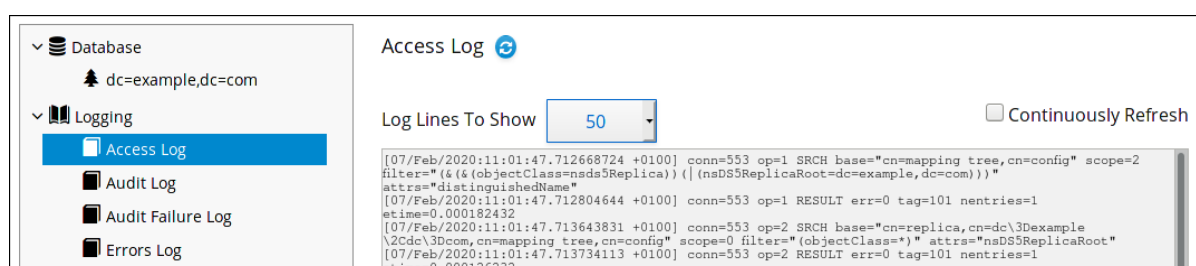 Database
dc=example,dc=com
Logging
Access Log
Audit Log
Audit Failure Log
Errors Log
Access Log
Log Lines To Show 50 Continuously Refresh
[07/Feb/2020:11:01:47.712668724 +0100] conn=553 op=1 SRCH base="cn=mapping tree,cn=config" scope=2
filter="(&(&(objectClass=nsds5Replica))(|(nsDS5ReplicaRoot=dc=example,dc=com)))"
attrs="distinguishedName"
[07/Feb/2020:11:01:47.712804644 +0100] conn=553 op=1 RESULT err=0 tag=101 nentries=1
etime=0.000182432
[07/Feb/2020:11:01:47.713643831 +0100] conn=553 op=2 SRCH base="cn=replica,cn=dc\3Dexample
\2Cdc\3Dcom,cn=mapping tree,cn=config" scope=0 filter="(objectClass=*)" attrs="nsDS5ReplicaRoot"
[07/Feb/2020:11:01:47.713734113 +0100] conn=553 op=2 RESULT err=0 tag=101 nentries=1